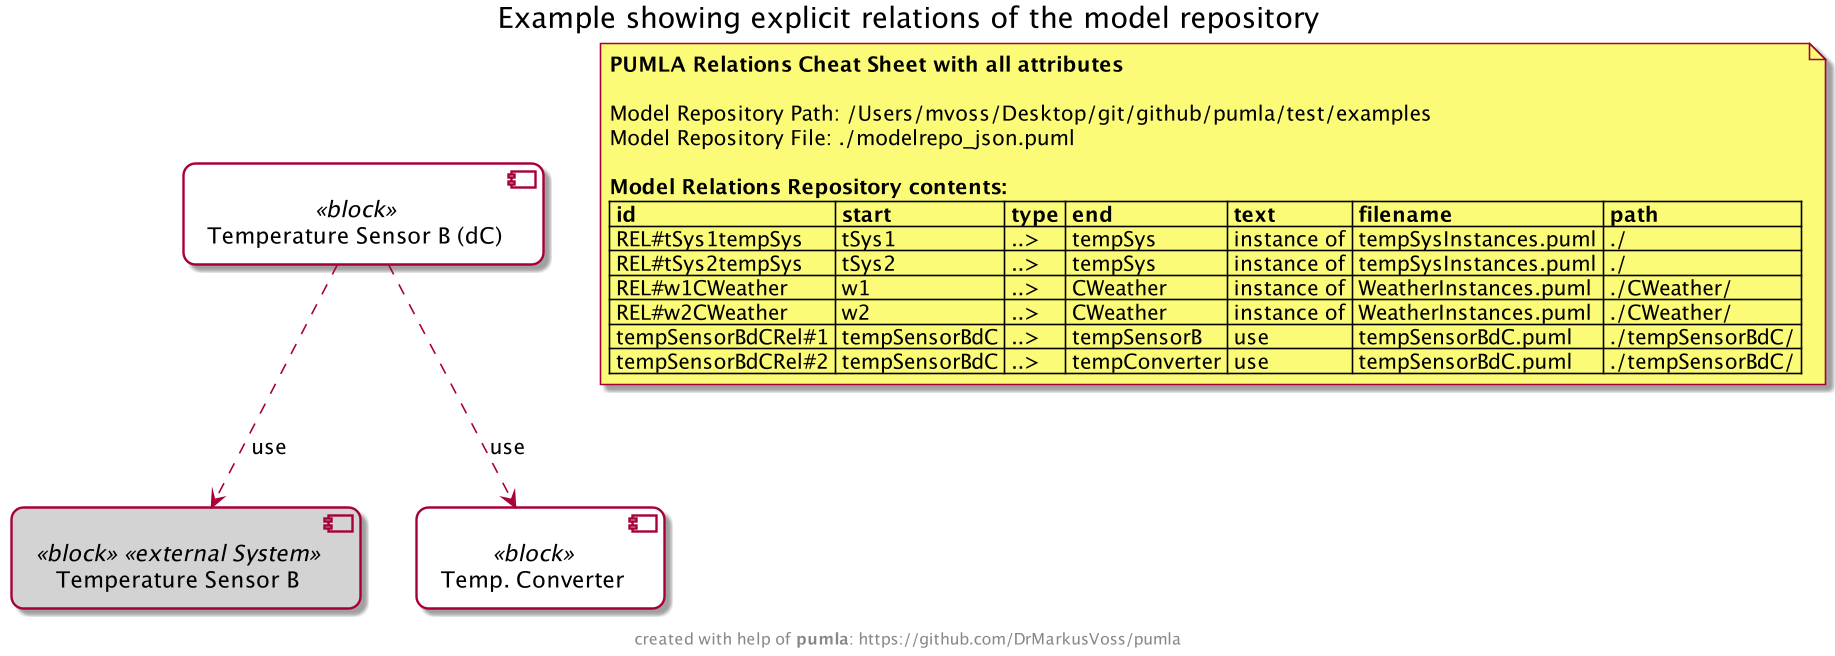 Example showing explicit relations of the model repository
PUMLA Relations Cheat Sheet with all attributes
Model Repository Path: /Users/mvoss/Desktop/git/github/pumla/test/examples
Model Repository File: ./modelrepo_json.puml
Model Relations Repository contents:
id start type end text filename path
REL#tSys1tempSys tSys1 ..> tempSys instance of tempSysInstances.puml ./
REL#tSys2tempSys tSys2 ..> tempSys instance of tempSysInstances.puml ./
REL#w1CWeather w1 ..> CWeather instance of WeatherInstances.puml ./CWeather/
REL#w2CWeather w2 ..> CWeather instance of WeatherInstances.puml ./CWeather/
tempSensorBdCRel#1 tempSensorBdC ..> tempSensorB use tempSensorBdC.puml ./tempSensorBdC/
tempSensorBdCRel#2 tempSensorBdC ..> tempConverter use tempSensorBdC.puml ./tempSensorBdC/
«block»
Temperature Sensor B (dC)
use
use
«block» «external System»
Temperature Sensor B
«block»
Temp. Converter
created with help of pumla: https://github.com/DrMarkusVoss/pumla